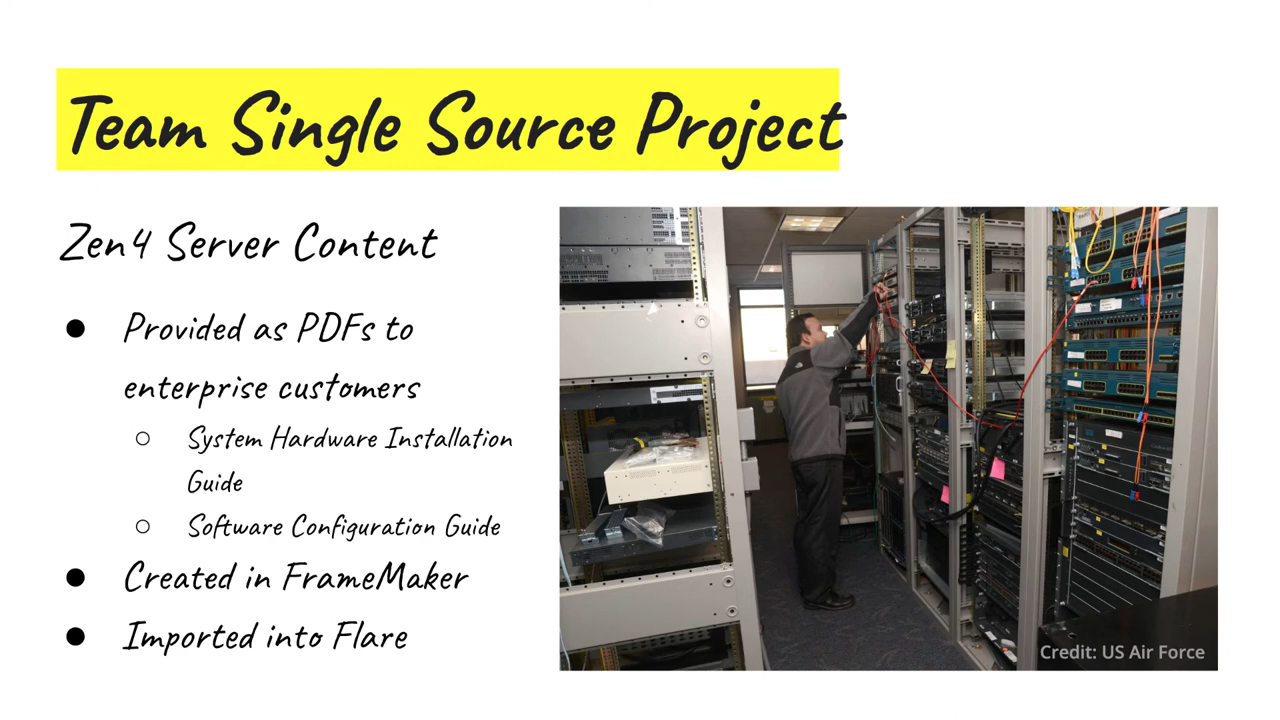 Team Single Source Project
Zen4 Server Content
● Provided as PDFs to
enterprise customers
○ System Hardware Installation
Guide
○ Software Configuration Guide
● Created in FrameMaker
● Imported into Flare
Credit: US Air Force